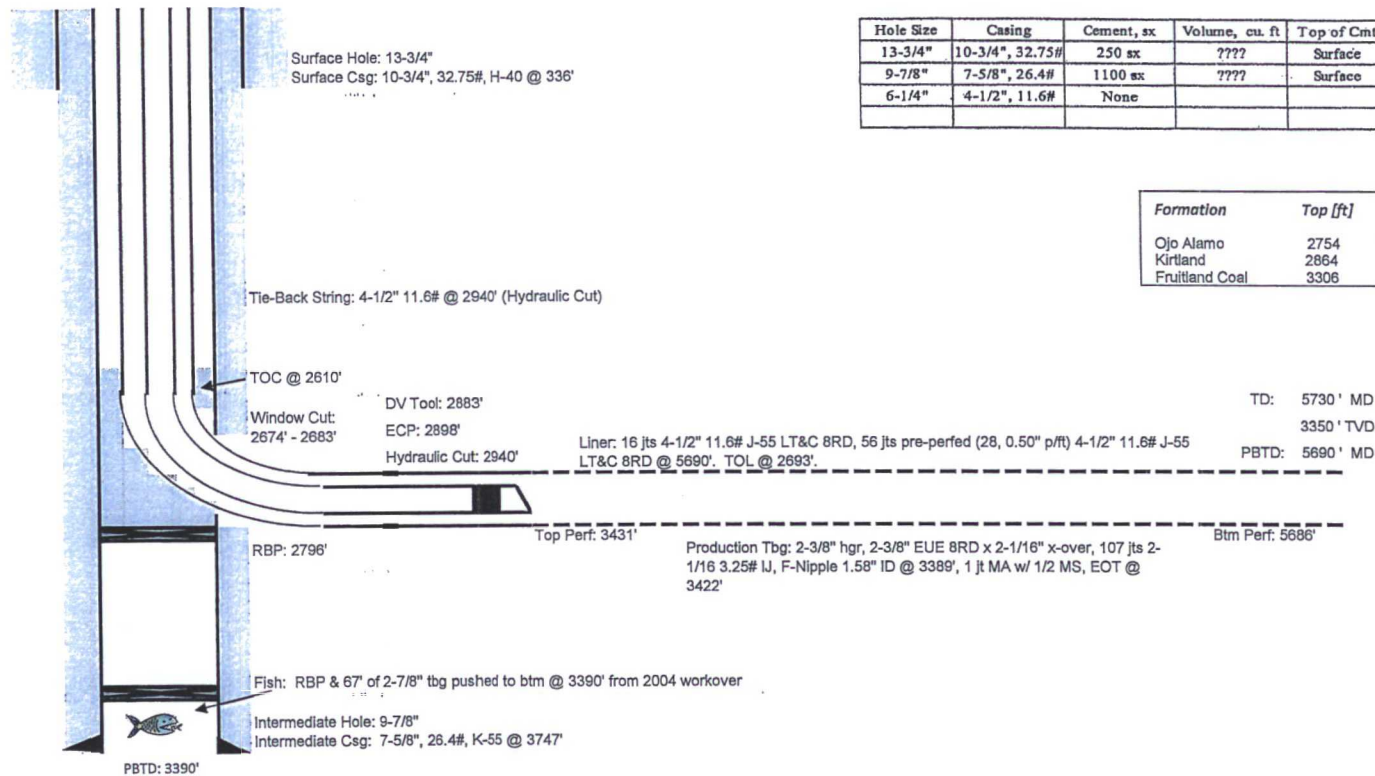 Hole Size Casing Cement, sx Volume, cu. ft Top of Cmt
13-3/4" 10-3/4", 32.75# 250 sx ???? Surface
9-7/8" 7-5/8", 26.4# 1100 sx ???? Surface
6-1/4" 4-1/2", 11.6# None
Surface Hole: 13-3/4"
Surface Csg: 10-3/4", 32.75#, H-40 @ 336'
Formation Top [ft]
Ojo Alamo 2754
Kirtland 2864
Fruitland Coal 3306
Tie-Back String: 4-1/2" 11.6# @ 2940' (Hydraulic Cut)
TOC @ 2610'
Window Cut:
2674' - 2683'
DV Tool: 2883'
ECP: 2898'
Hydraulic Cut: 2940'
Liner: 16 jts 4-1/2" 11.6# J-55 LT&C 8RD, 56 jts pre-perfed (28, 0.50" p/ft) 4-1/2" 11.6# J-55
LT&C 8RD @ 5690'. TOL @ 2693'.
TD: 5730 ' MD
3350 ' TVD
PBTD: 5690 ' MD
RBP: 2796'
Top Perf: 3431'
Btm Perf: 5686'
Production Tbg: 2-3/8" hgr, 2-3/8" EUE 8RD x 2-1/16" x-over, 107 jts 2-
1/16 3.25# IJ, F-Nipple 1.58" ID @ 3389', 1 jt MA w/ 1/2 MS, EOT @
3422'
Fish: RBP & 67' of 2-7/8" tbg pushed to btm @ 3390' from 2004 workover
Intermediate Hole: 9-7/8"
Intermediate Csg: 7-5/8", 26.4#, K-55 @ 3747'
PBTD: 3390'